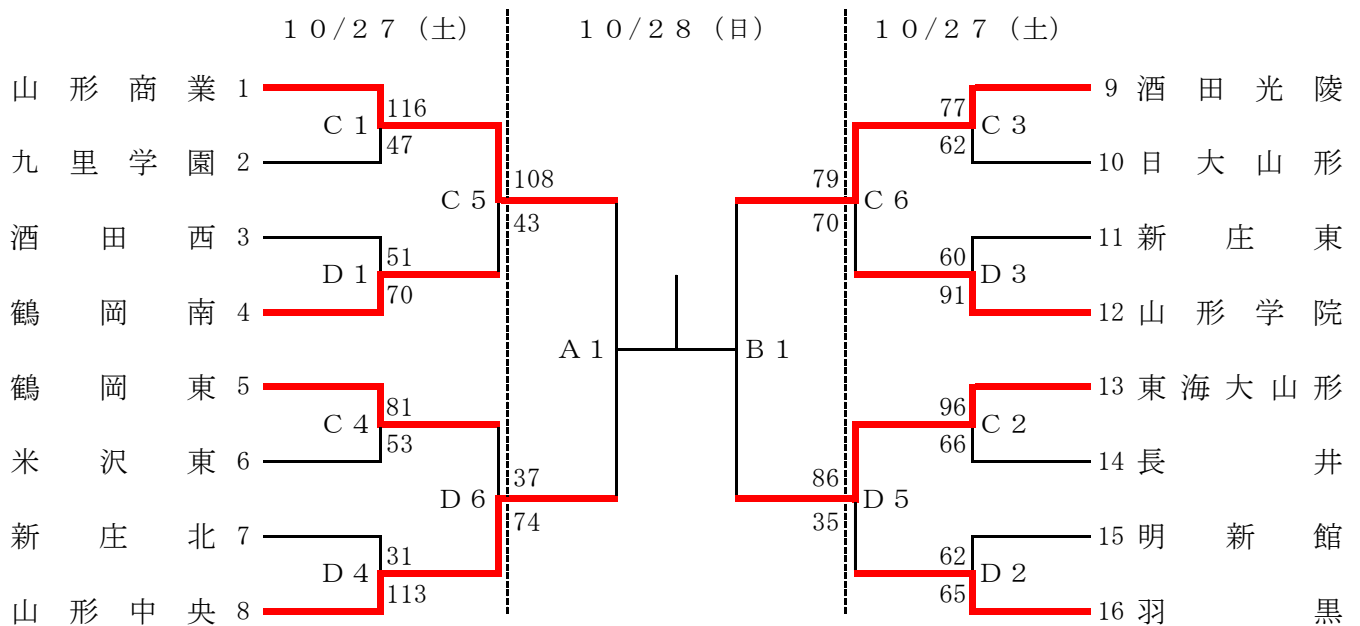 10/27（土） 10/28（日） 10/27（土）
山形商業 1 116 77 9 酒田光陵
C1 C3
九里学園 2 47 62 10 日大山形
108 79
C5 C6
43 70
酒田西 3 51 60 11 新庄東
D1 D3
鶴岡南 4 70 91 12 山形学院
A1 B1
鶴岡東 5 81 96 13 東海大山形
C4 C2
米沢東 6 53 66 14 長井
37 86
D6 D5
74 35
新庄北 7 31 62 15 明新館
D4 D2
山形中央 8 113 65 16 羽黒